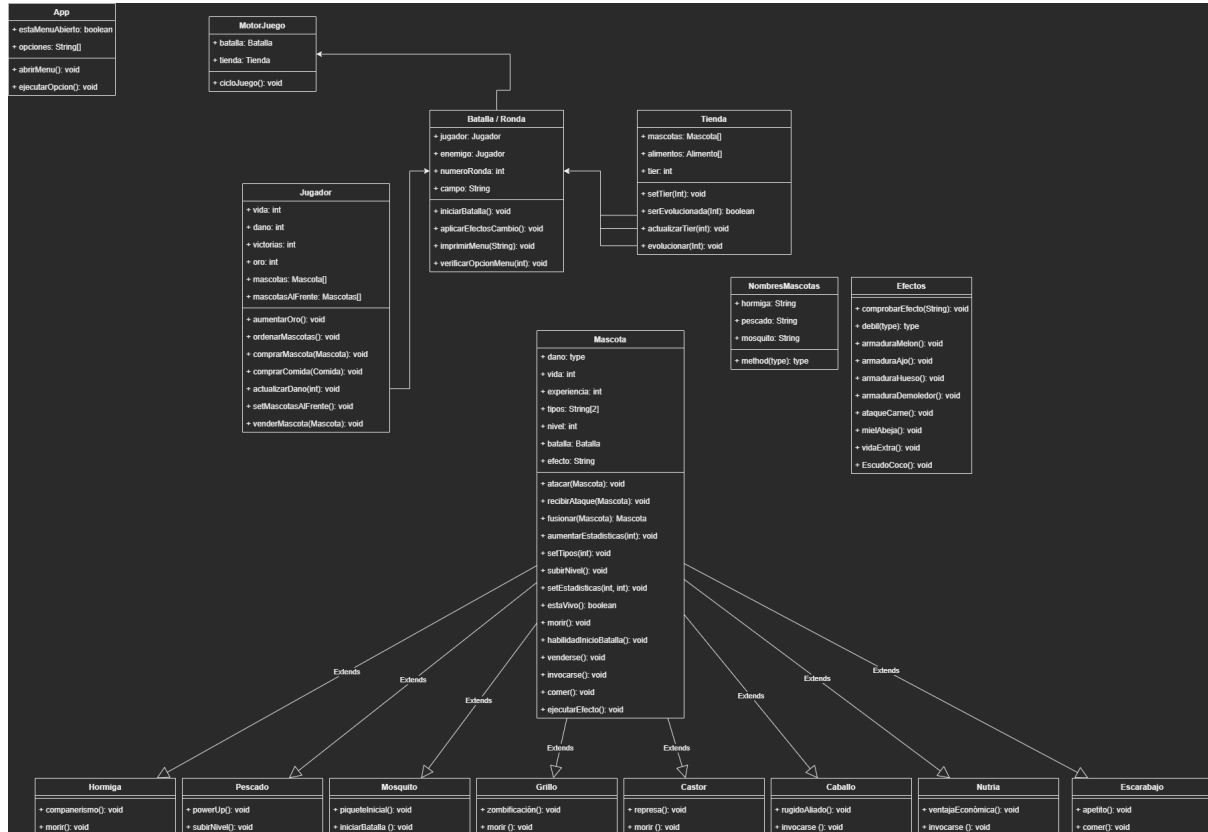 App
+ estaMenuAbierto: boolean
+ opciones: String[]
+ abrirMenu(): void
+ ejecutarOpcion(): void
MotorJuego
+ batalla: Batalla
+ tienda: Tienda
+ cicloJuego(): void
Batalla / Ronda
+ jugador: Jugador
+ enemigo: Jugador
+ numeroRonda: int
+ campo: String
+ iniciarBatalla(): void
+ aplicarEfectosCambio(): void
+ imprimirMenu(String): void
+ verificarOpcionMenu(int): void
Tienda
+ mascotas: Mascota[]
+ alimentos: Alimento[]
+ tier: int
+ setTier(Int): void
+ serEvolucionada(Int): boolean
+ actualizarTier(int): void
+ evolucionar(Int): void
Jugador
+ vida: int
+ dano: int
+ victorias: int
+ oro: int
+ mascotas: Mascota[]
+ mascotasAlFrente: Mascotas[]
+ aumentarOro(): void
+ ordenarMascotas(): void
+ comprarMascota(Mascota): void
+ comprarComida(Comida): void
+ actualizarDano(int): void
+ setMascotasAlFrente(): void
+ venderMascota(Mascota): void
NombresMascotas
+ hormiga: String
+ pescado: String
+ mosquito: String
+ method(type): type
Efectos
+ comprobarEfecto(String): void
+ debil(type): type
+ armaduraMelon(): void
+ armaduraAjo(): void
+ armaduraHueso(): void
+ armaduraDemoledor(): void
+ ataqueCarne(): void
+ mielAbeja(): void
+ vidaExtra(): void
+ EscudoCoco(): void
Mascota
+ dano: type
+ vida: int
+ experiencia: int
+ tipos: String[2]
+ nivel: int
+ batalla: Batalla
+ efecto: String
+ atacar(Mascota): void
+ recibirAtaque(Mascota): void
+ fusionar(Mascota): Mascota
+ aumentarEstadisticas(int): void
+ setTipos(int): void
+ subirNivel(): void
+ setEstadisticas(int, int): void
+ estaVivo(): boolean
+ morir(): void
+ habilidadInicioBatalla(): void
+ venderse(): void
+ invocarse(): void
+ comer(): void
+ ejecutarEfecto(): void
Extends
Extends
Extends
Extends
Extends
Extends
Extends
Extends
Hormiga
+ companerismo(): void
+ morir(): void
Pescado
+ powerUp(): void
+ subirNivel(): void
Mosquito
+ piqueteInicial(): void
+ iniciarBatalla (): void
Grillo
+ zombificación(): void
+ morir (): void
Castor
+ represa(): void
+ morir (): void
Caballo
+ rugidoAliado(): void
+ invocarse (): void
Nutria
+ ventajaEconómica(): void
+ invocarse (): void
Escarabajo
+ apetito(): void
+ comer(): void